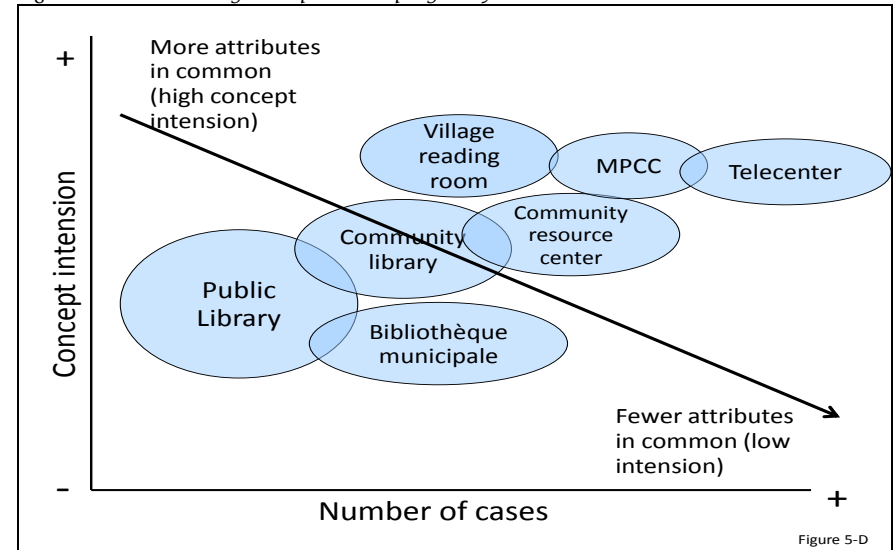 +
More attributes
in common
(high concept
intension)
Village
reading
room
MPCC
Telecenter
Community
resource
center
Community
library
Public
Library
Bibliothèque
municipale
Concept intension
Fewer attributes
in common (low
intension)
-
Number of cases
+
Figure 5-D